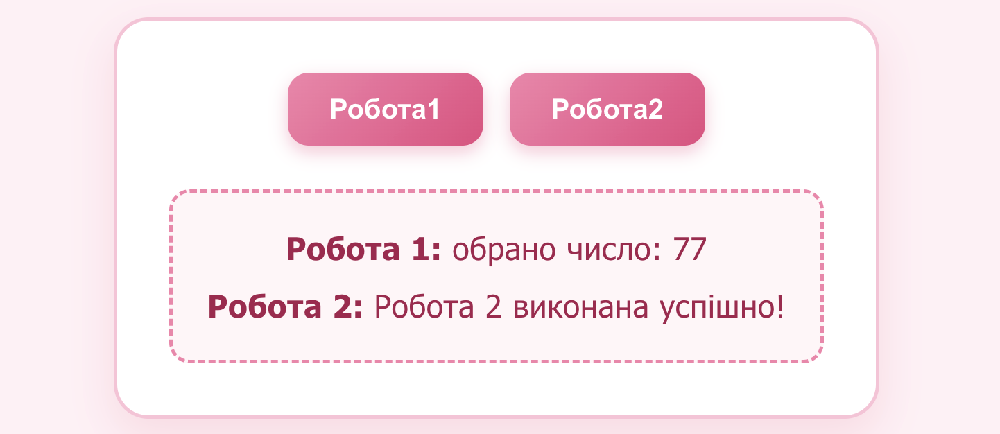 Робота1
Робота2
Робота 1: обрано число: 77
Робота 2: Робота 2 виконана успішно!